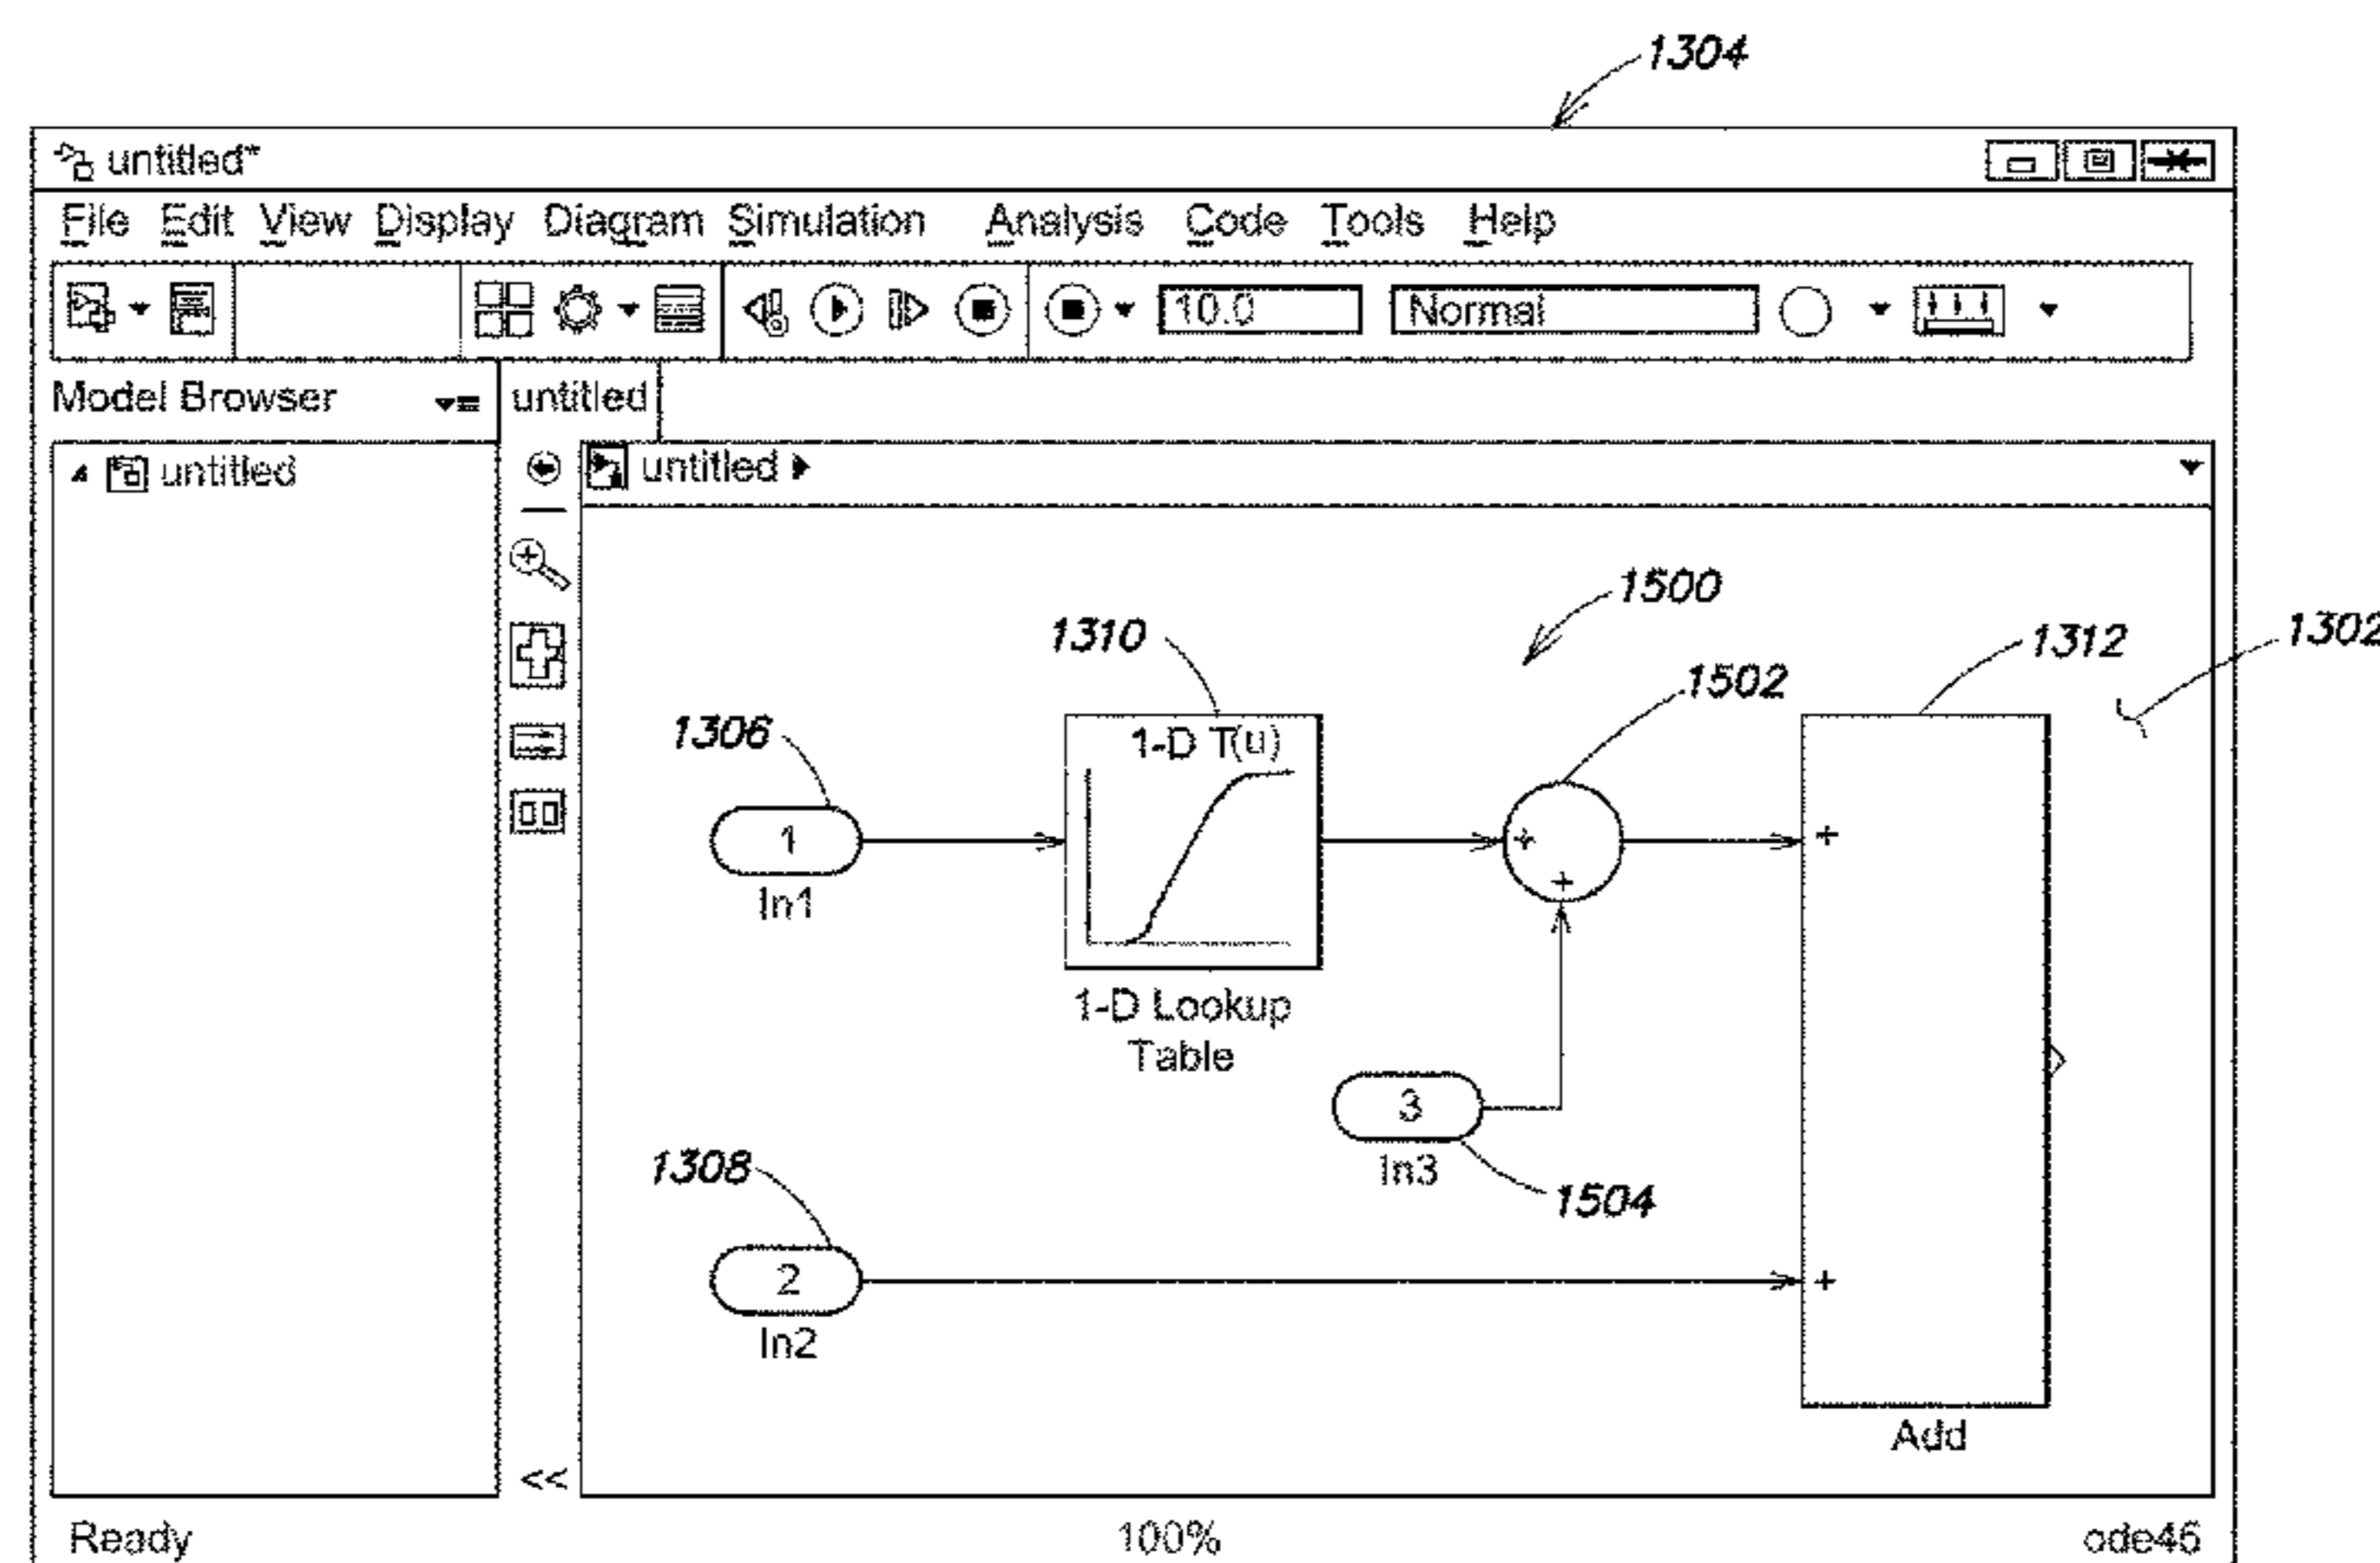 1304
untitled*
File Edit View Display Diagram Simulation Analysis Code Tools Help
10.0 Normal
Model Browser untitled
untitled
untitled
1500
1310
1312
1302
1502
1306
1-D T(u)
1
+
+
+
In1
1-D Lookup
Table
3
In3
1308
1504
2
+
In2
Add
<<
Ready 100% ode46